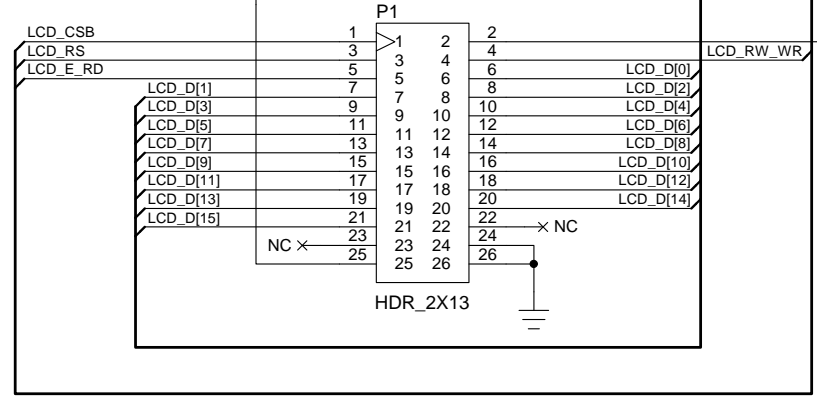 P1
LCD_CSB 1 1 2 2
LCD_RS 3 3 4 4 LCD_RW_WR
LCD_E_RD 5 5 6 6 LCD_D[0]
LCD_D[1] 7 7 8 8 LCD_D[2]
LCD_D[3] 9 9 10 10 LCD_D[4]
LCD_D[5] 11 11 12 12 LCD_D[6]
LCD_D[7] 13 13 14 14 LCD_D[8]
LCD_D[9] 15 15 16 16 LCD_D[10]
LCD_D[11] 17 17 18 18 LCD_D[12]
LCD_D[13] 19 19 20 20 LCD_D[14]
LCD_D[15] 21 21 22 22 NC
NC 23 23 24 24
25 25 26 26
HDR_2X13